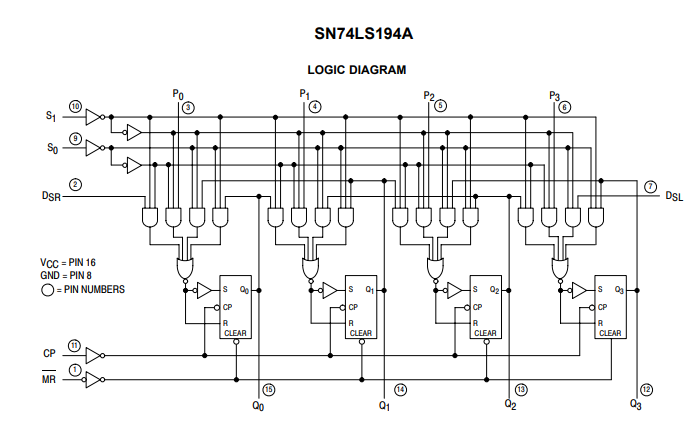 SN74LS194A
LOGIC DIAGRAM
P0 P1 P2 P3
3 4 5 6
S1 10
S0 9
DSR 2 7 DSL
VCC = PIN 16
GND = PIN 8
= PIN NUMBERS
S Q0 S Q1 S Q2 S Q3
CP CP CP CP
R R R R
CLEAR CLEAR CLEAR CLEAR
CP 11
MR 1
15 14 13 12
Q0 Q1 Q2 Q3